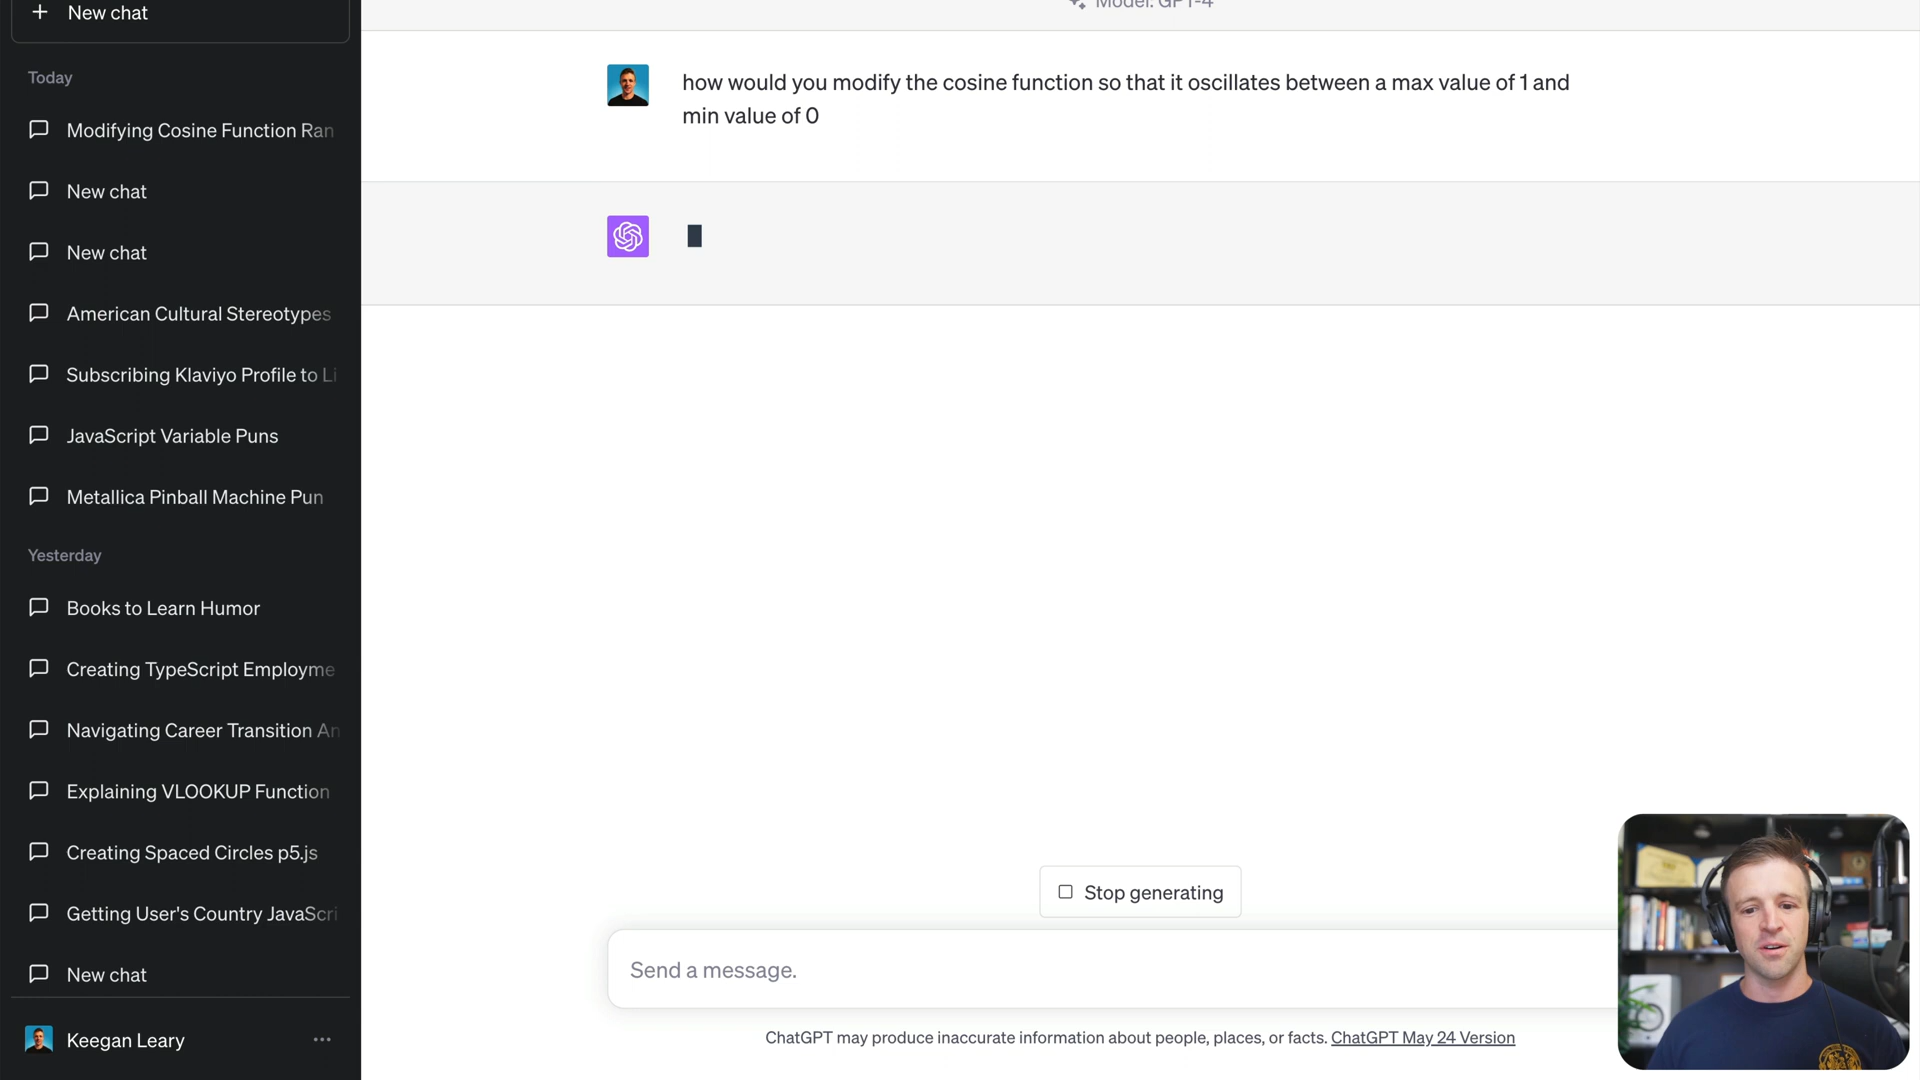 New chat
Today
Modifying Cosine Function Ran
New chat
New chat
American Cultural Stereotypes
Subscribing Klaviyo Profile to Li
JavaScript Variable Puns
Metallica Pinball Machine Pun
Yesterday
Books to Learn Humor
Creating TypeScript Employme
Navigating Career Transition An
Explaining VLOOKUP Function
Creating Spaced Circles p5.js
Getting User's Country JavaScri
New chat
Keegan Leary
Model: GPT-4
how would you modify the cosine function so that it oscillates between a max value of 1 and
min value of 0
Stop generating
Send a message.
ChatGPT may produce inaccurate information about people, places, or facts. ChatGPT May 24 Version